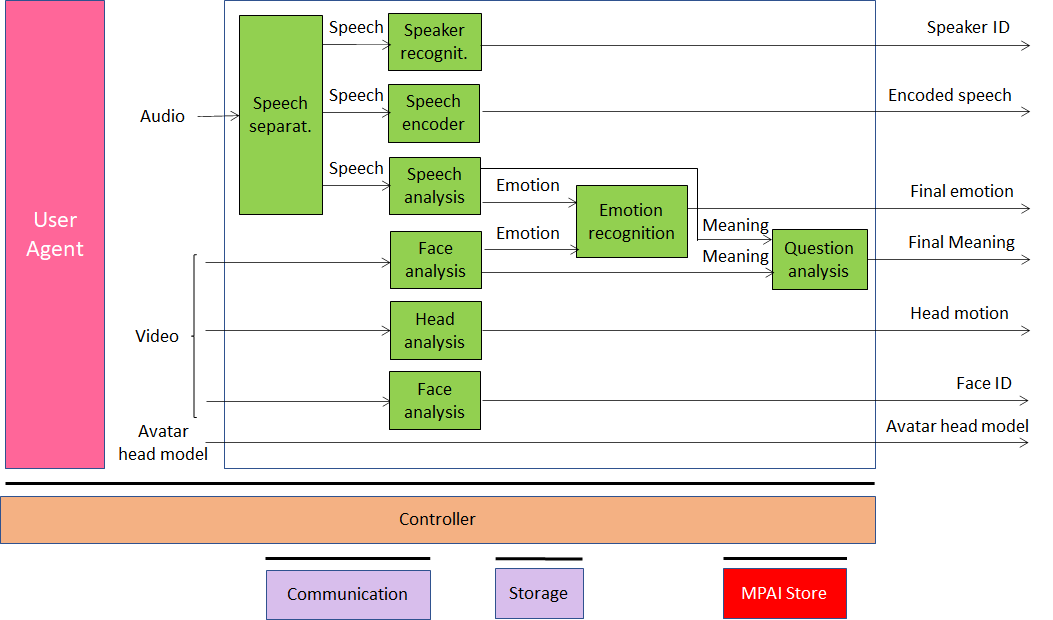 User
Agent
Audio
Video
Avatar
head model
Speech
separat.
Speech
Speaker
recognit.
Speaker ID
Speech
Speech
encoder
Encoded speech
Speech
Speech
analysis
Emotion
Emotion
recognition
Final emotion
Emotion
Face
analysis
Meaning
Meaning
Question
analysis
Final Meaning
Head
analysis
Head motion
Face
analysis
Face ID
Avatar head model
Controller
Communication
Storage
MPAI Store